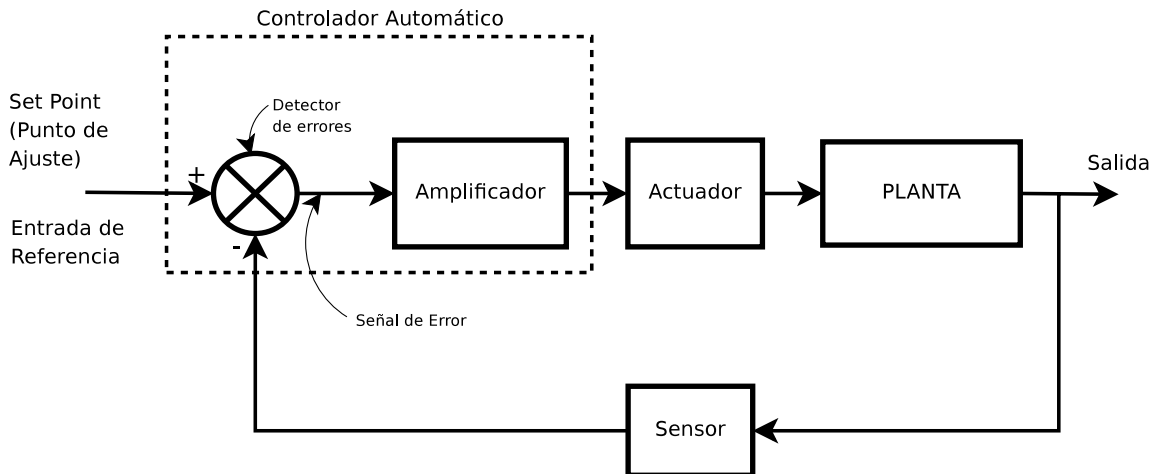 Controlador Automático
Set Point
(Punto de
Ajuste)
Detector
de errores
+
Amplificador
Actuador
PLANTA
Salida
Entrada de
Referencia
-
Señal de Error
Sensor